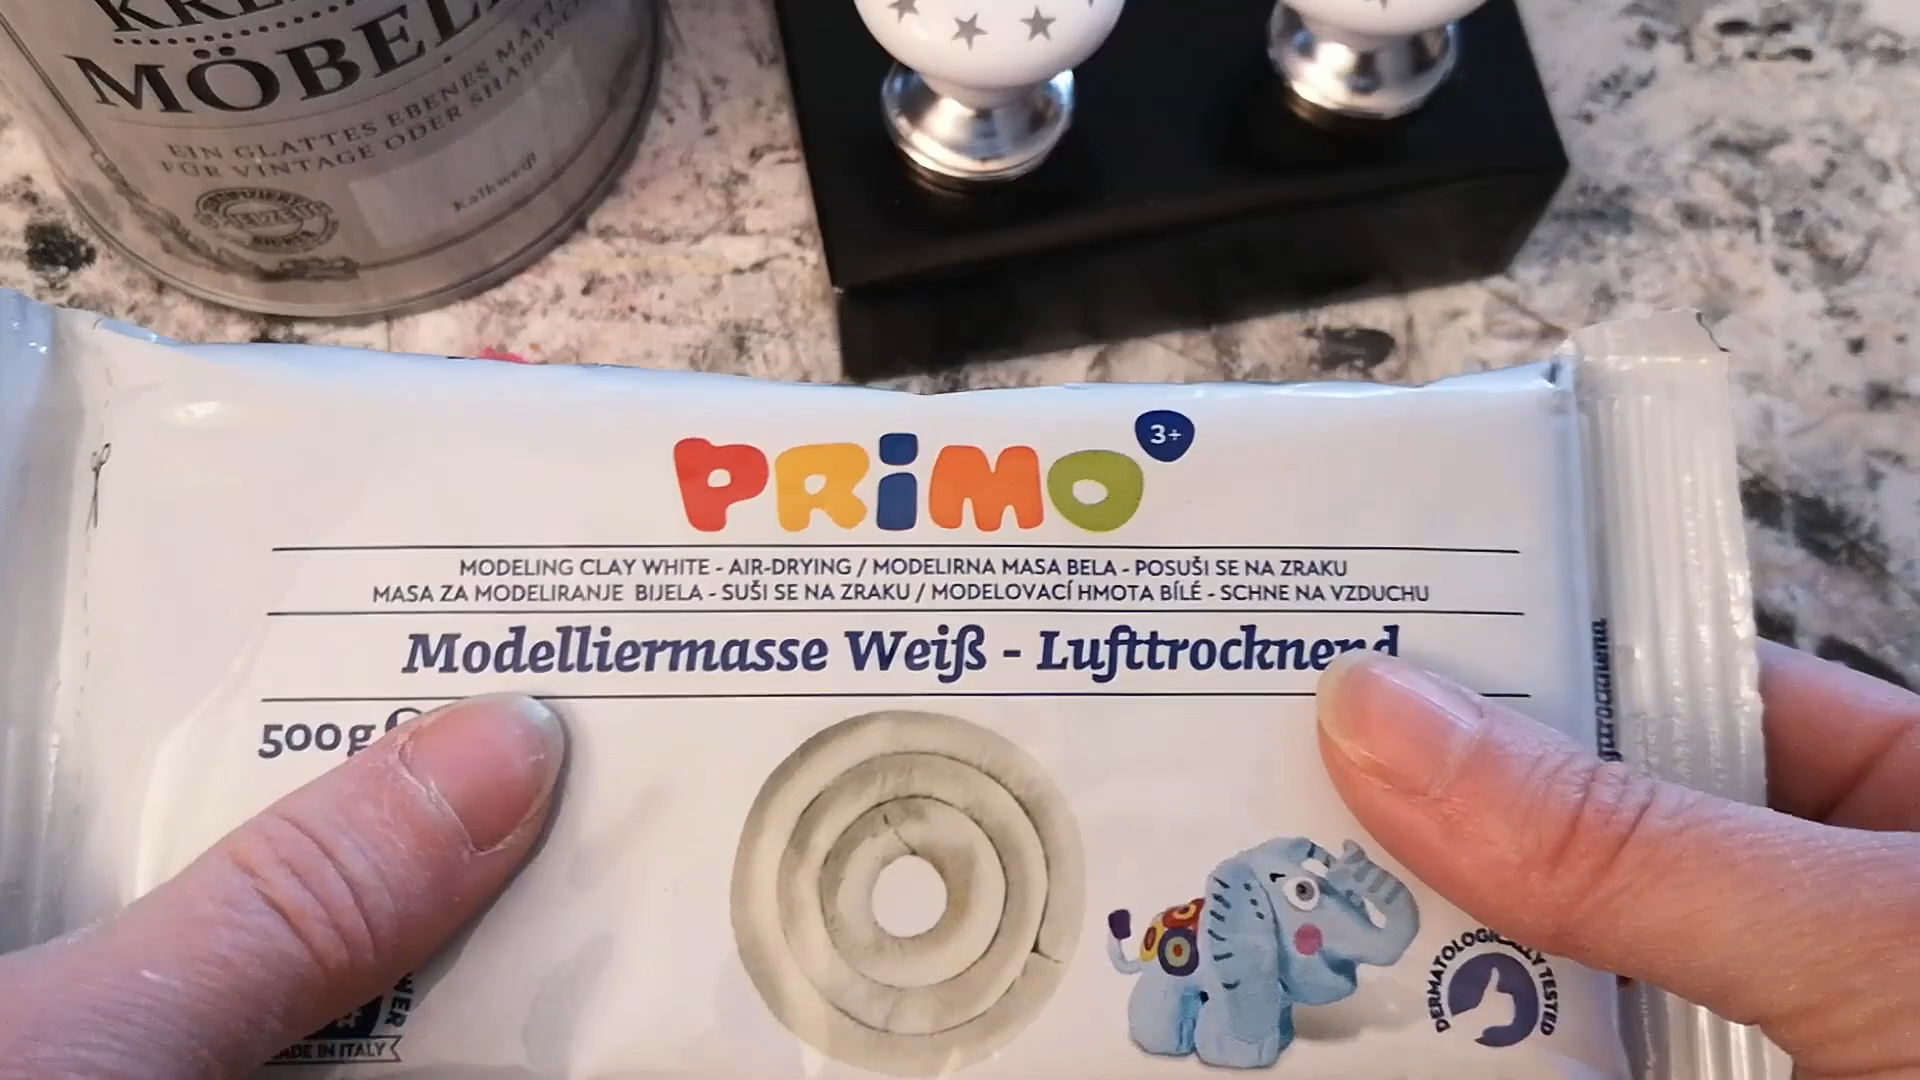 MÖBEL
EIN GLATTES EBENES MATT
FÜR VINTAGE ODER SHABBY
Kalkweiß
PRiMO
3+
MODELING CLAY WHITE - AIR-DRYING / MODELIRNA MASA BELA - POSUŠI SE NA ZRAKU
MASA ZA MODELIRANJE BIJELA - SUŠI SE NA ZRAKU / MODELOVACÍ HMOTA BÍLÉ - SCHNE NA VZDUCHU
Modelliermasse Weiß - Lufttrocknend
500g
DERMATOLOGICALLY TESTED
MADE IN ITALY